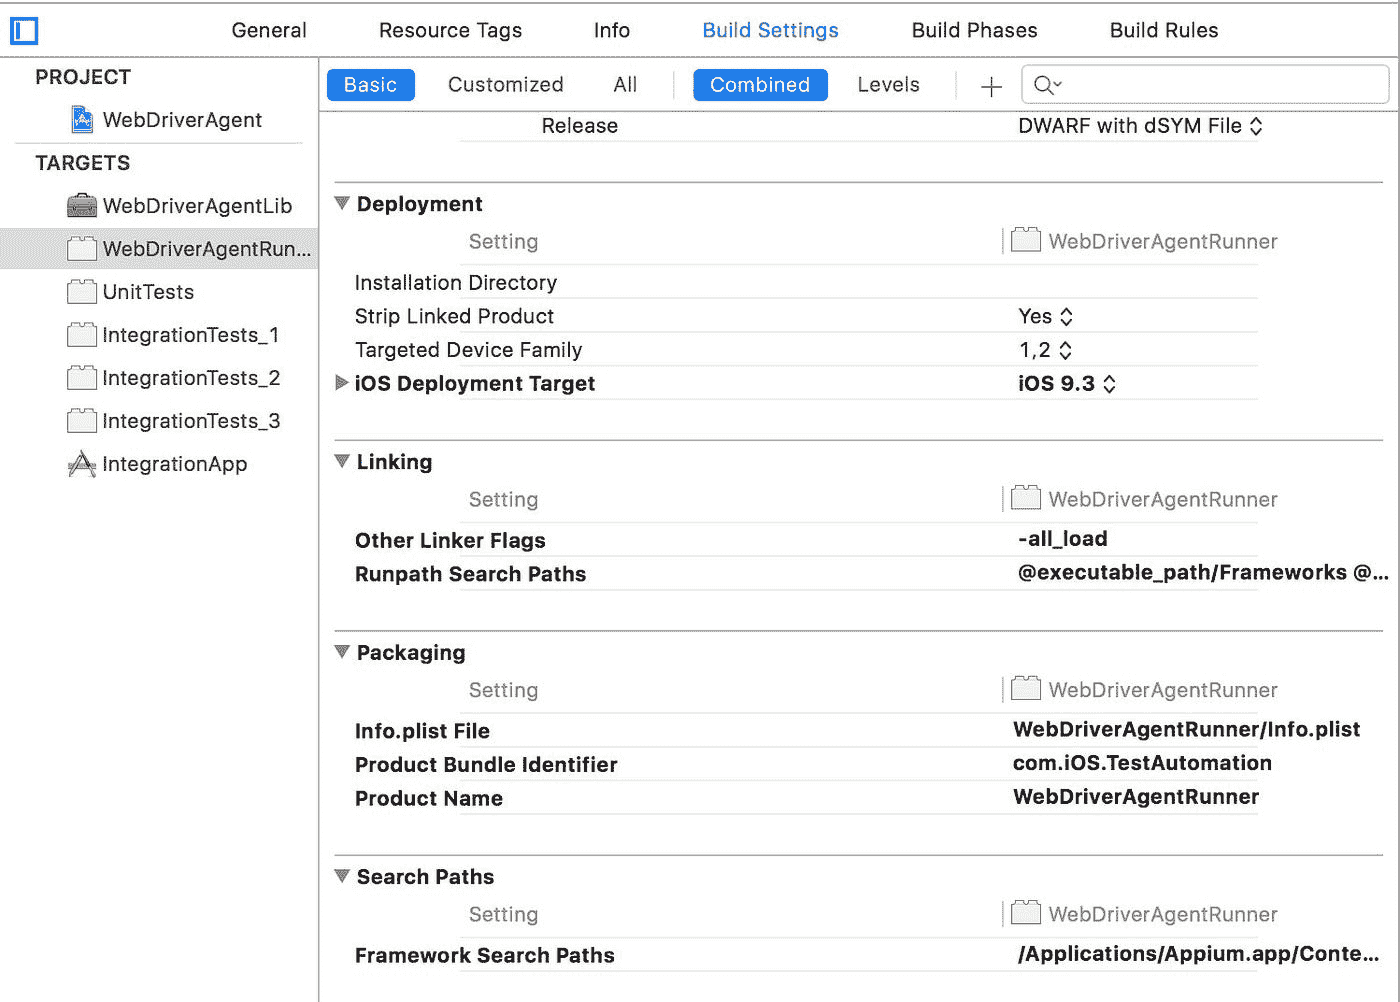 General Resource Tags Info Build Settings Build Phases Build Rules
PROJECT
WebDriverAgent
TARGETS
WebDriverAgentLib
WebDriverAgentRun...
UnitTests
IntegrationTests_1
IntegrationTests_2
IntegrationTests_3
IntegrationApp
Basic Customized All Combined Levels
Release DWARF with dSYM File
Deployment
Setting WebDriverAgentRunner
Installation Directory
Strip Linked Product Yes
Targeted Device Family 1,2
iOS Deployment Target iOS 9.3
Linking
Setting WebDriverAgentRunner
Other Linker Flags -all_load
Runpath Search Paths @executable_path/Frameworks @...
Packaging
Setting WebDriverAgentRunner
Info.plist File WebDriverAgentRunner/Info.plist
Product Bundle Identifier com.iOS.TestAutomation
Product Name WebDriverAgentRunner
Search Paths
Setting WebDriverAgentRunner
Framework Search Paths /Applications/Appium.app/Conte...